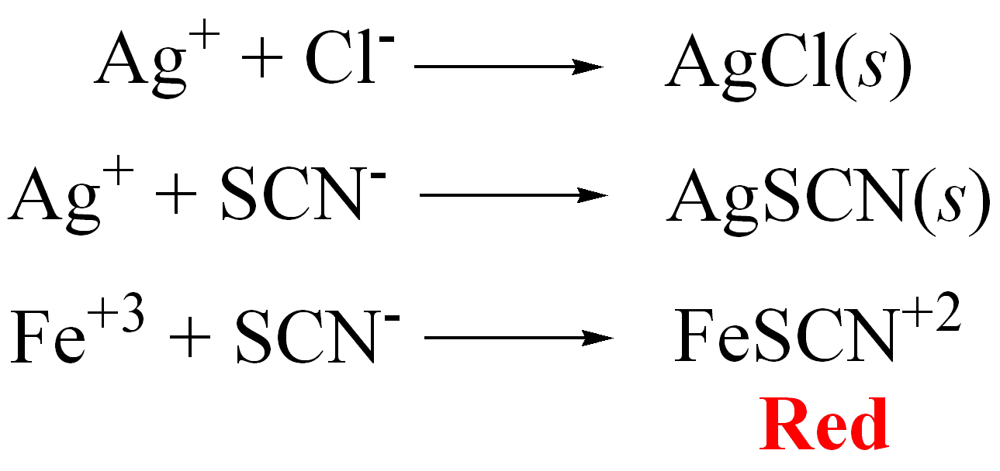 Ag⁺ + Cl⁻ ⟶ AgCl(s)
Ag⁺ + SCN⁻ ⟶ AgSCN(s)
Fe⁺³ + SCN⁻ ⟶ FeSCN⁺²
Red